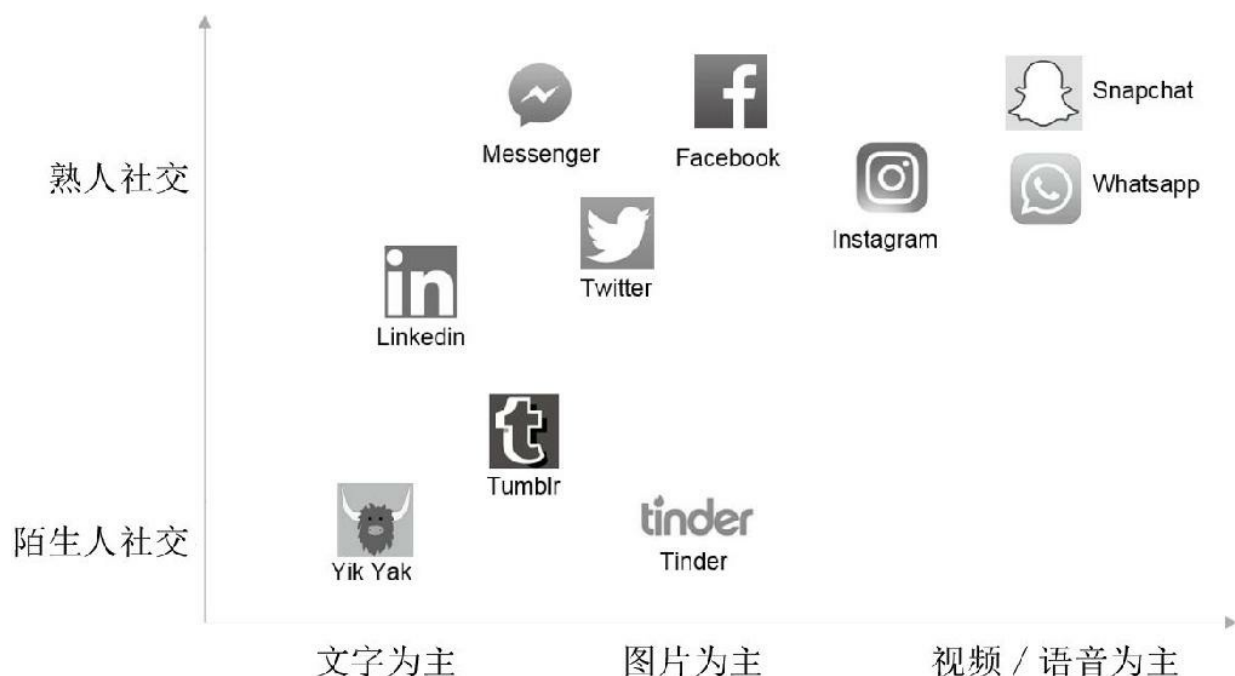 Snapchat
Messenger
Facebook
熟人社交
Whatsapp
Instagram
Twitter
in
Linkedin
t
Tumblr
tinder
陌生人社交
Tinder
Yik Yak
文字为主
图片为主
视频 / 语音为主